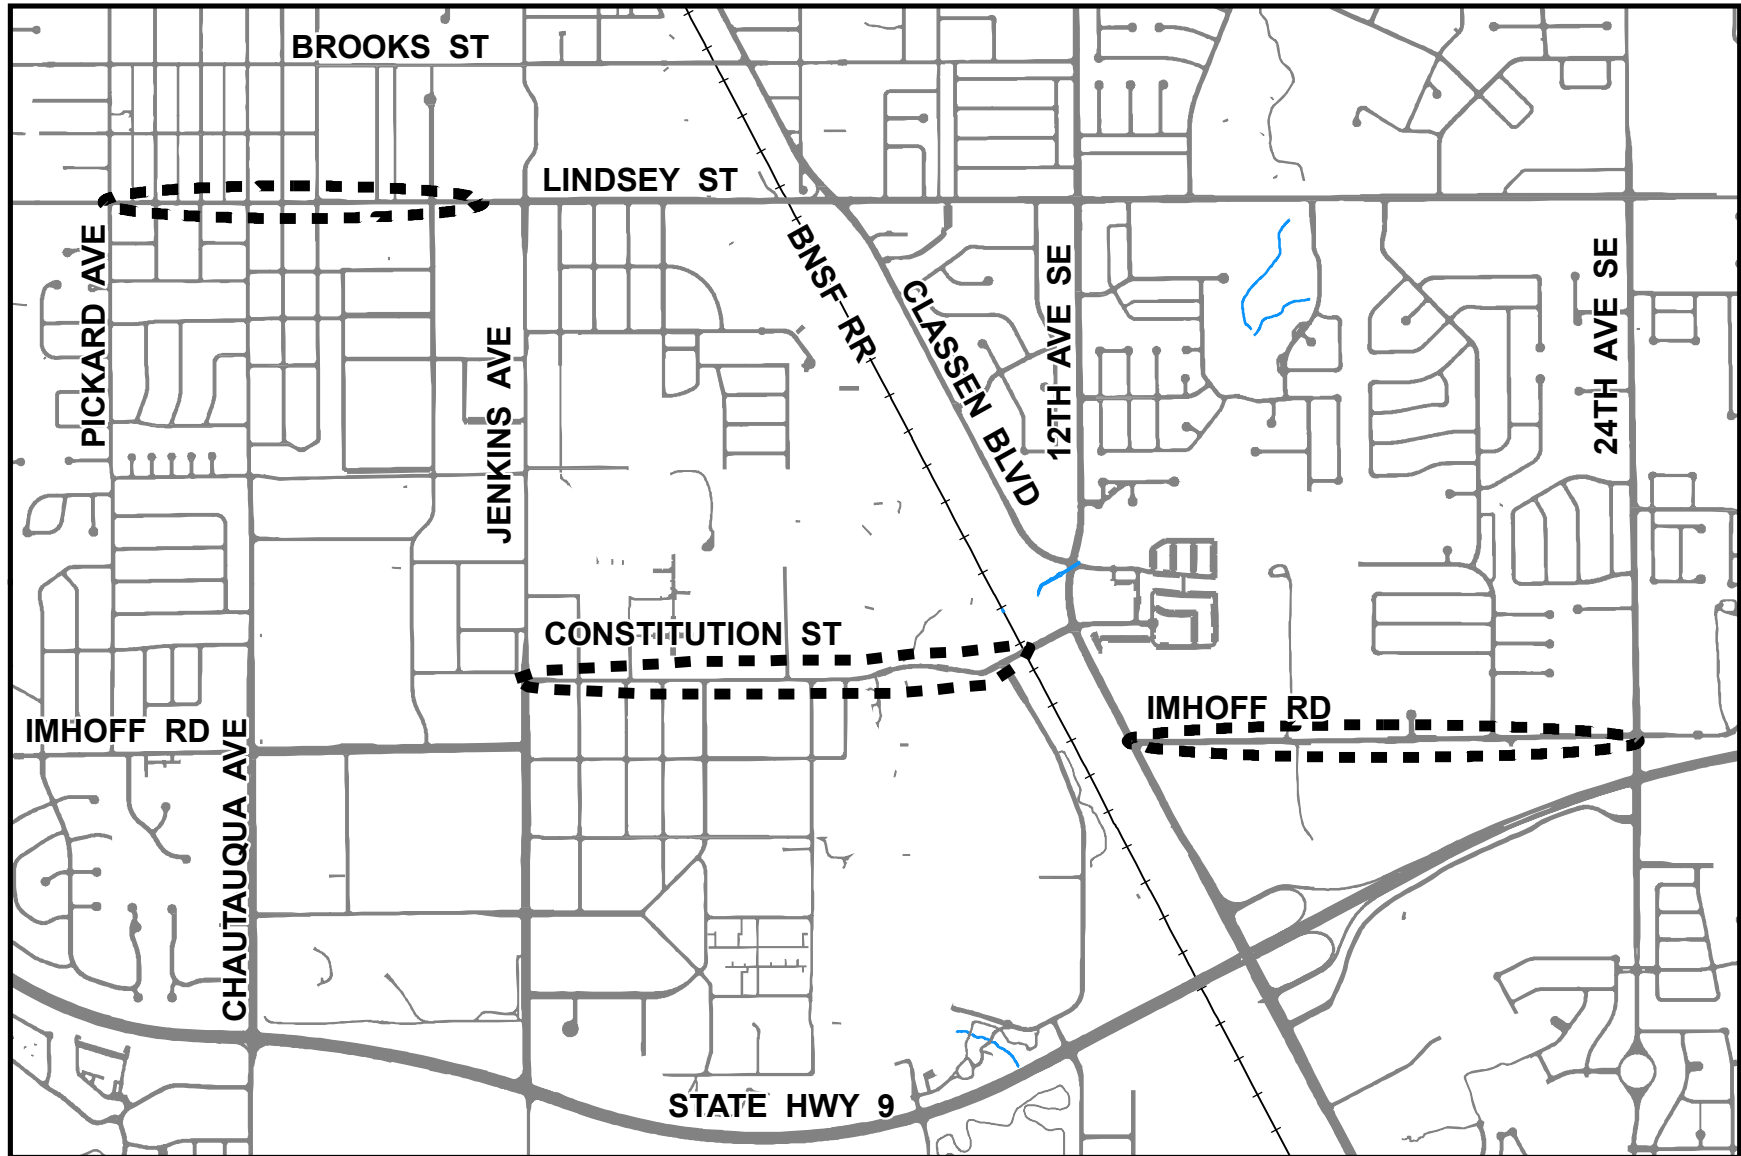 BROOKS ST
LINDSEY ST
PICKARD AVE
BNSF RR
CLASSEN BLVD
12TH AVE SE
24TH AVE SE
JENKINS AVE
CONSTITUTION ST
IMHOFF RD
IMHOFF RD
CHAUTAUQUA AVE
STATE HWY 9